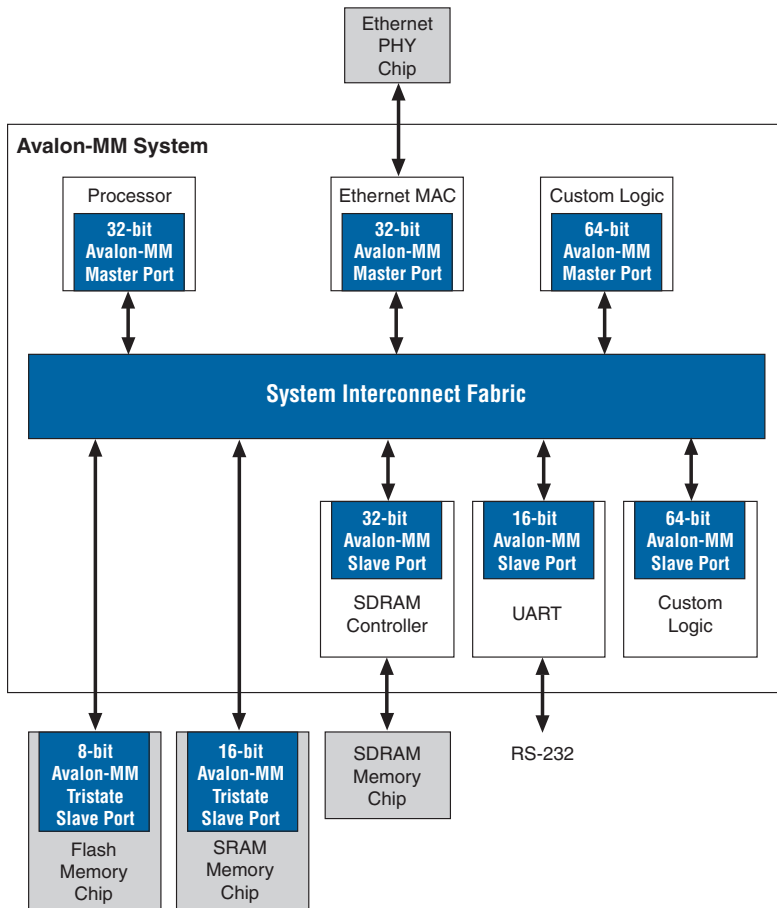 Ethernet
PHY
Chip
Avalon-MM System
Processor
32-bit
Avalon-MM
Master Port
Ethernet MAC
32-bit
Avalon-MM
Master Port
Custom Logic
64-bit
Avalon-MM
Master Port
System Interconnect Fabric
32-bit
Avalon-MM
Slave Port
SDRAM
Controller
16-bit
Avalon-MM
Slave Port
UART
64-bit
Avalon-MM
Slave Port
Custom
Logic
8-bit
Avalon-MM
Tristate
Slave Port
Flash
Memory
Chip
16-bit
Avalon-MM
Tristate
Slave Port
SRAM
Memory
Chip
SDRAM
Memory
Chip
RS-232